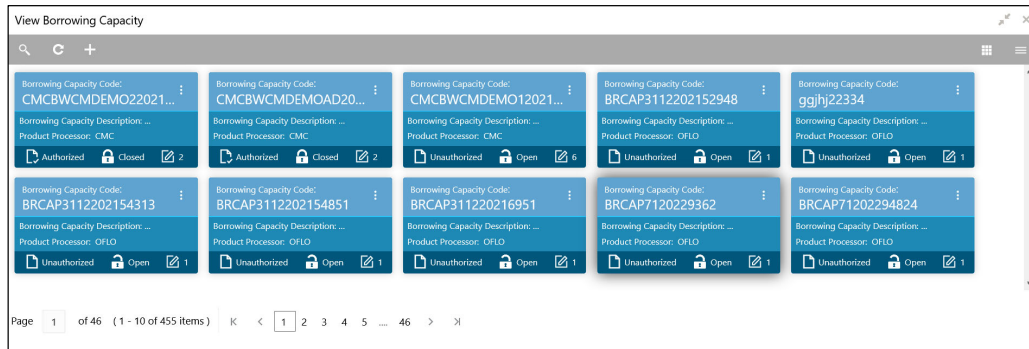 View Borrowing Capacity
Borrowing Capacity Code: Borrowing Capacity Code: Borrowing Capacity Code: Borrowing Capacity Code: Borrowing Capacity Code:
CMCBWCMDEMO22021... CMCBWCMDEMOAD20... CMCBWCMDEMO12021... BRCAP3112202152948 ggjhj22334
Borrowing Capacity Description: ... Borrowing Capacity Description: ... Borrowing Capacity Description: ... Borrowing Capacity Description: ... Borrowing Capacity Description: ...
Product Processor: CMC Product Processor: CMC Product Processor: CMC Product Processor: OFLO Product Processor: OFLO
Authorized Closed 2 Authorized Closed 2 Unauthorized Open 6 Unauthorized Open 1 Unauthorized Open 1
Borrowing Capacity Code: Borrowing Capacity Code: Borrowing Capacity Code: Borrowing Capacity Code: Borrowing Capacity Code:
BRCAP3112202154313 BRCAP3112202154851 BRCAP311220216951 BRCAP7120229362 BRCAP71202294824
Borrowing Capacity Description: ... Borrowing Capacity Description: ... Borrowing Capacity Description: ... Borrowing Capacity Description: ... Borrowing Capacity Description: ...
Product Processor: OFLO Product Processor: OFLO Product Processor: OFLO Product Processor: OFLO Product Processor: OFLO
Unauthorized Open 1 Unauthorized Open 1 Unauthorized Open 1 Unauthorized Open 1 Unauthorized Open 1
Page 1 of 46 (1 - 10 of 455 items) 1 2 3 4 5 .... 46